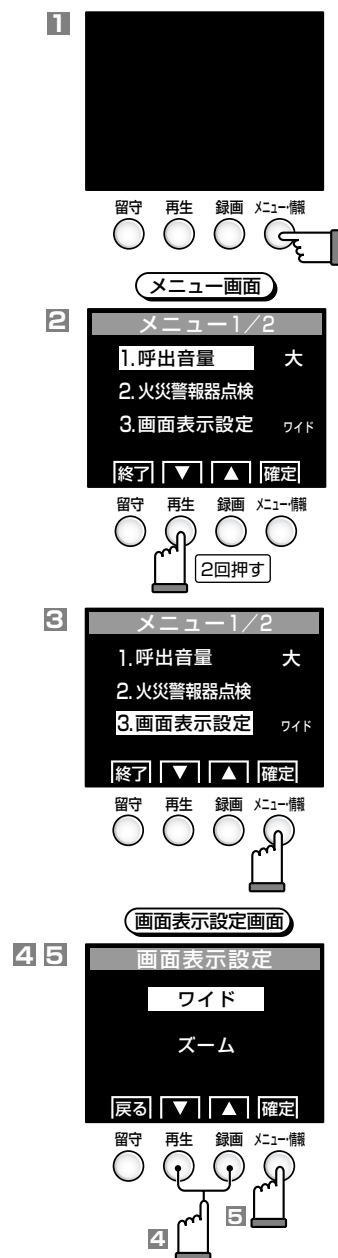 1
留守 再生 録画 メニュー・情報
メニュー画面
2
メニュー1/2
1.呼出音量 大
2.火災警報器点検
3.画面表示設定 ワイド
終了 ▼ ▲ 確定
留守 再生 録画 メニュー・情報
2回押す
3
メニュー1/2
1.呼出音量 大
2.火災警報器点検
3.画面表示設定 ワイド
終了 ▼ ▲ 確定
留守 再生 録画 メニュー・情報
画面表示設定画面
4 5
画面表示設定
ワイド
ズーム
戻る ▼ ▲ 確定
留守 再生 録画 メニュー・情報
5
4